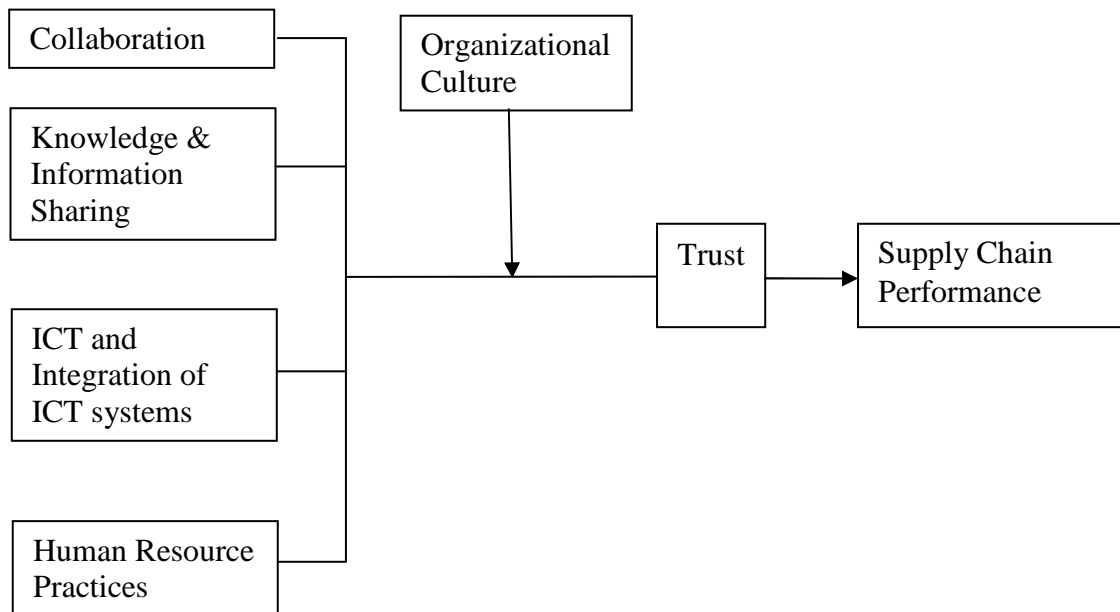 Collaboration
Organizational
Culture
Knowledge &
Information
Sharing
Trust
Supply Chain
Performance
ICT and
Integration of
ICT systems
Human Resource
Practices